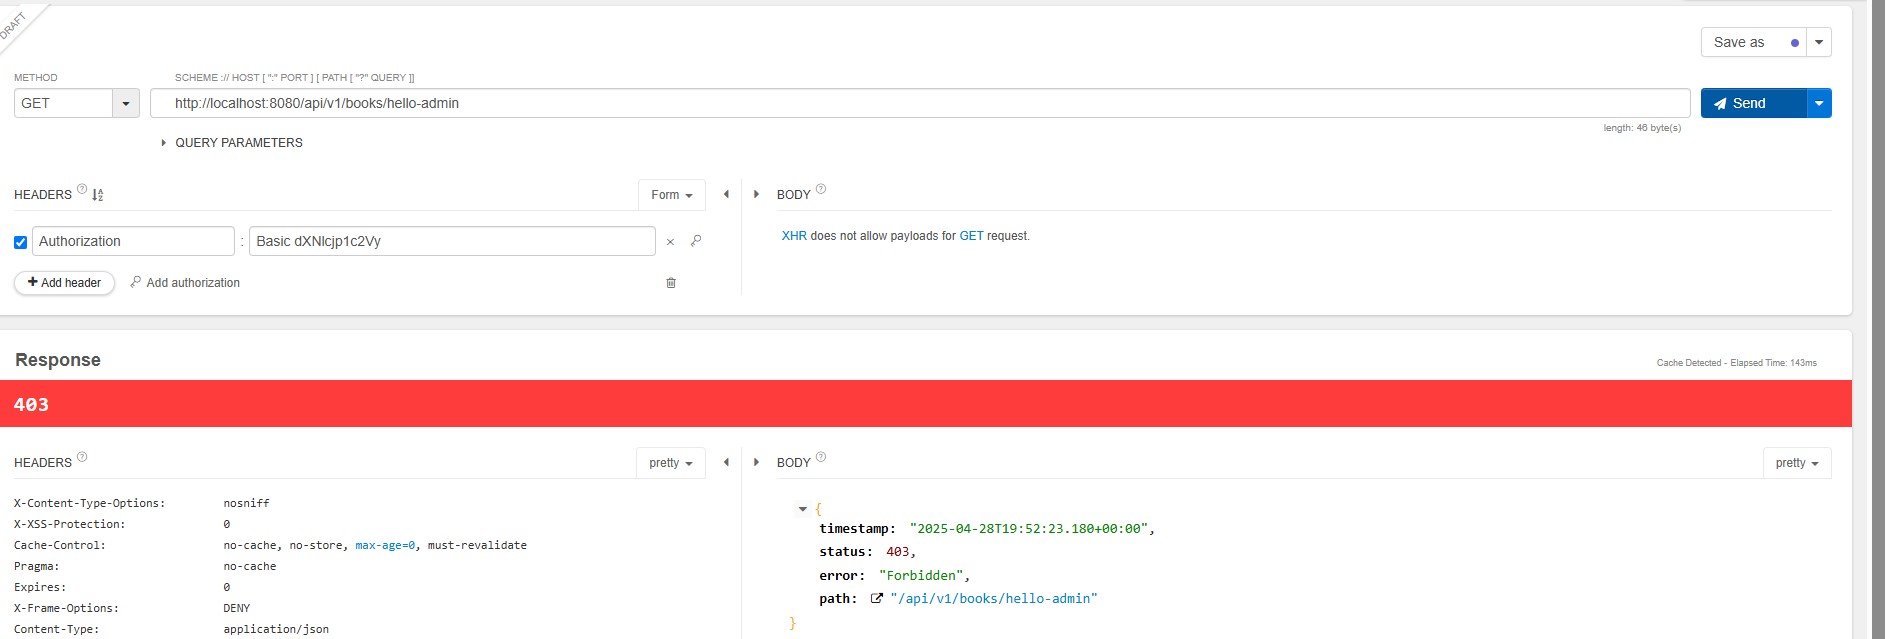 DRAFT
Save as
METHOD
SCHEME :// HOST [ ":" PORT ] [ PATH [ "?" QUERY ]]
GET
http://localhost:8080/api/v1/books/hello-admin
Send
length: 46 byte(s)
QUERY PARAMETERS
HEADERS ? Form
BODY ?
Authorization : Basic dXNlcjp1c2Vy
XHR does not allow payloads for GET request.
+ Add header Add authorization
Response
Cache Detected - Elapsed Time: 143ms
403
HEADERS ? pretty
BODY ? pretty
X-Content-Type-Options: nosniff
X-XSS-Protection: 0
Cache-Control: no-cache, no-store, max-age=0, must-revalidate
Pragma: no-cache
Expires: 0
X-Frame-Options: DENY
Content-Type: application/json
{
timestamp: "2025-04-28T19:52:23.180+00:00",
status: 403,
error: "Forbidden",
path: "/api/v1/books/hello-admin"
}